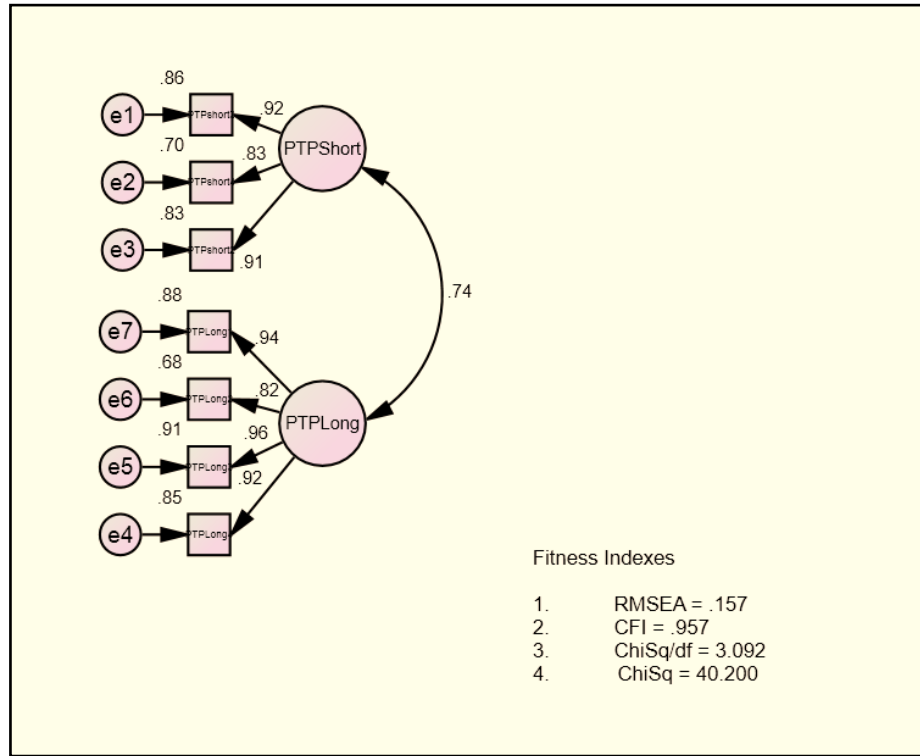 .86
e1
PTPshort
.92
PTPShort
.70
e2
PTPshort
.83
.83
e3
PTPshort
.91
.74
.88
e7
PTPLong
.94
.68
e6
PTPLong
.82
PTPLong
.91
e5
PTPLong
.96
.92
.85
e4
PTPLong
Fitness Indexes
1. RMSEA = .157
2. CFI = .957
3. ChiSq/df = 3.092
4. ChiSq = 40.200